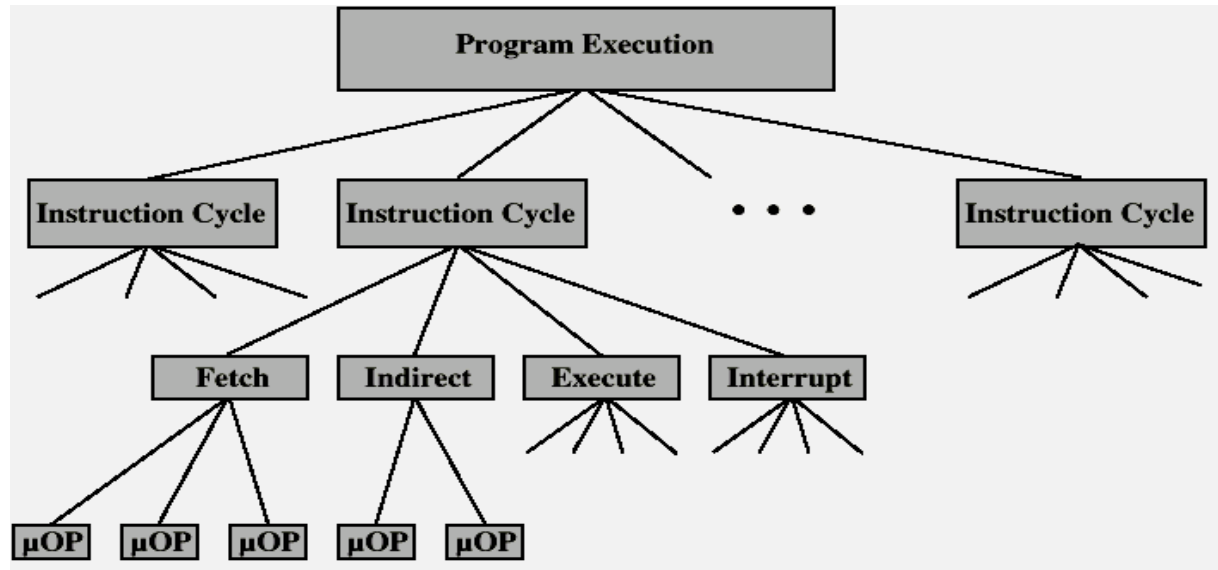 Program Execution
Instruction Cycle
Instruction Cycle
• • •
Instruction Cycle
Fetch
Indirect
Execute
Interrupt
μOP
μOP
μOP
μOP
μOP